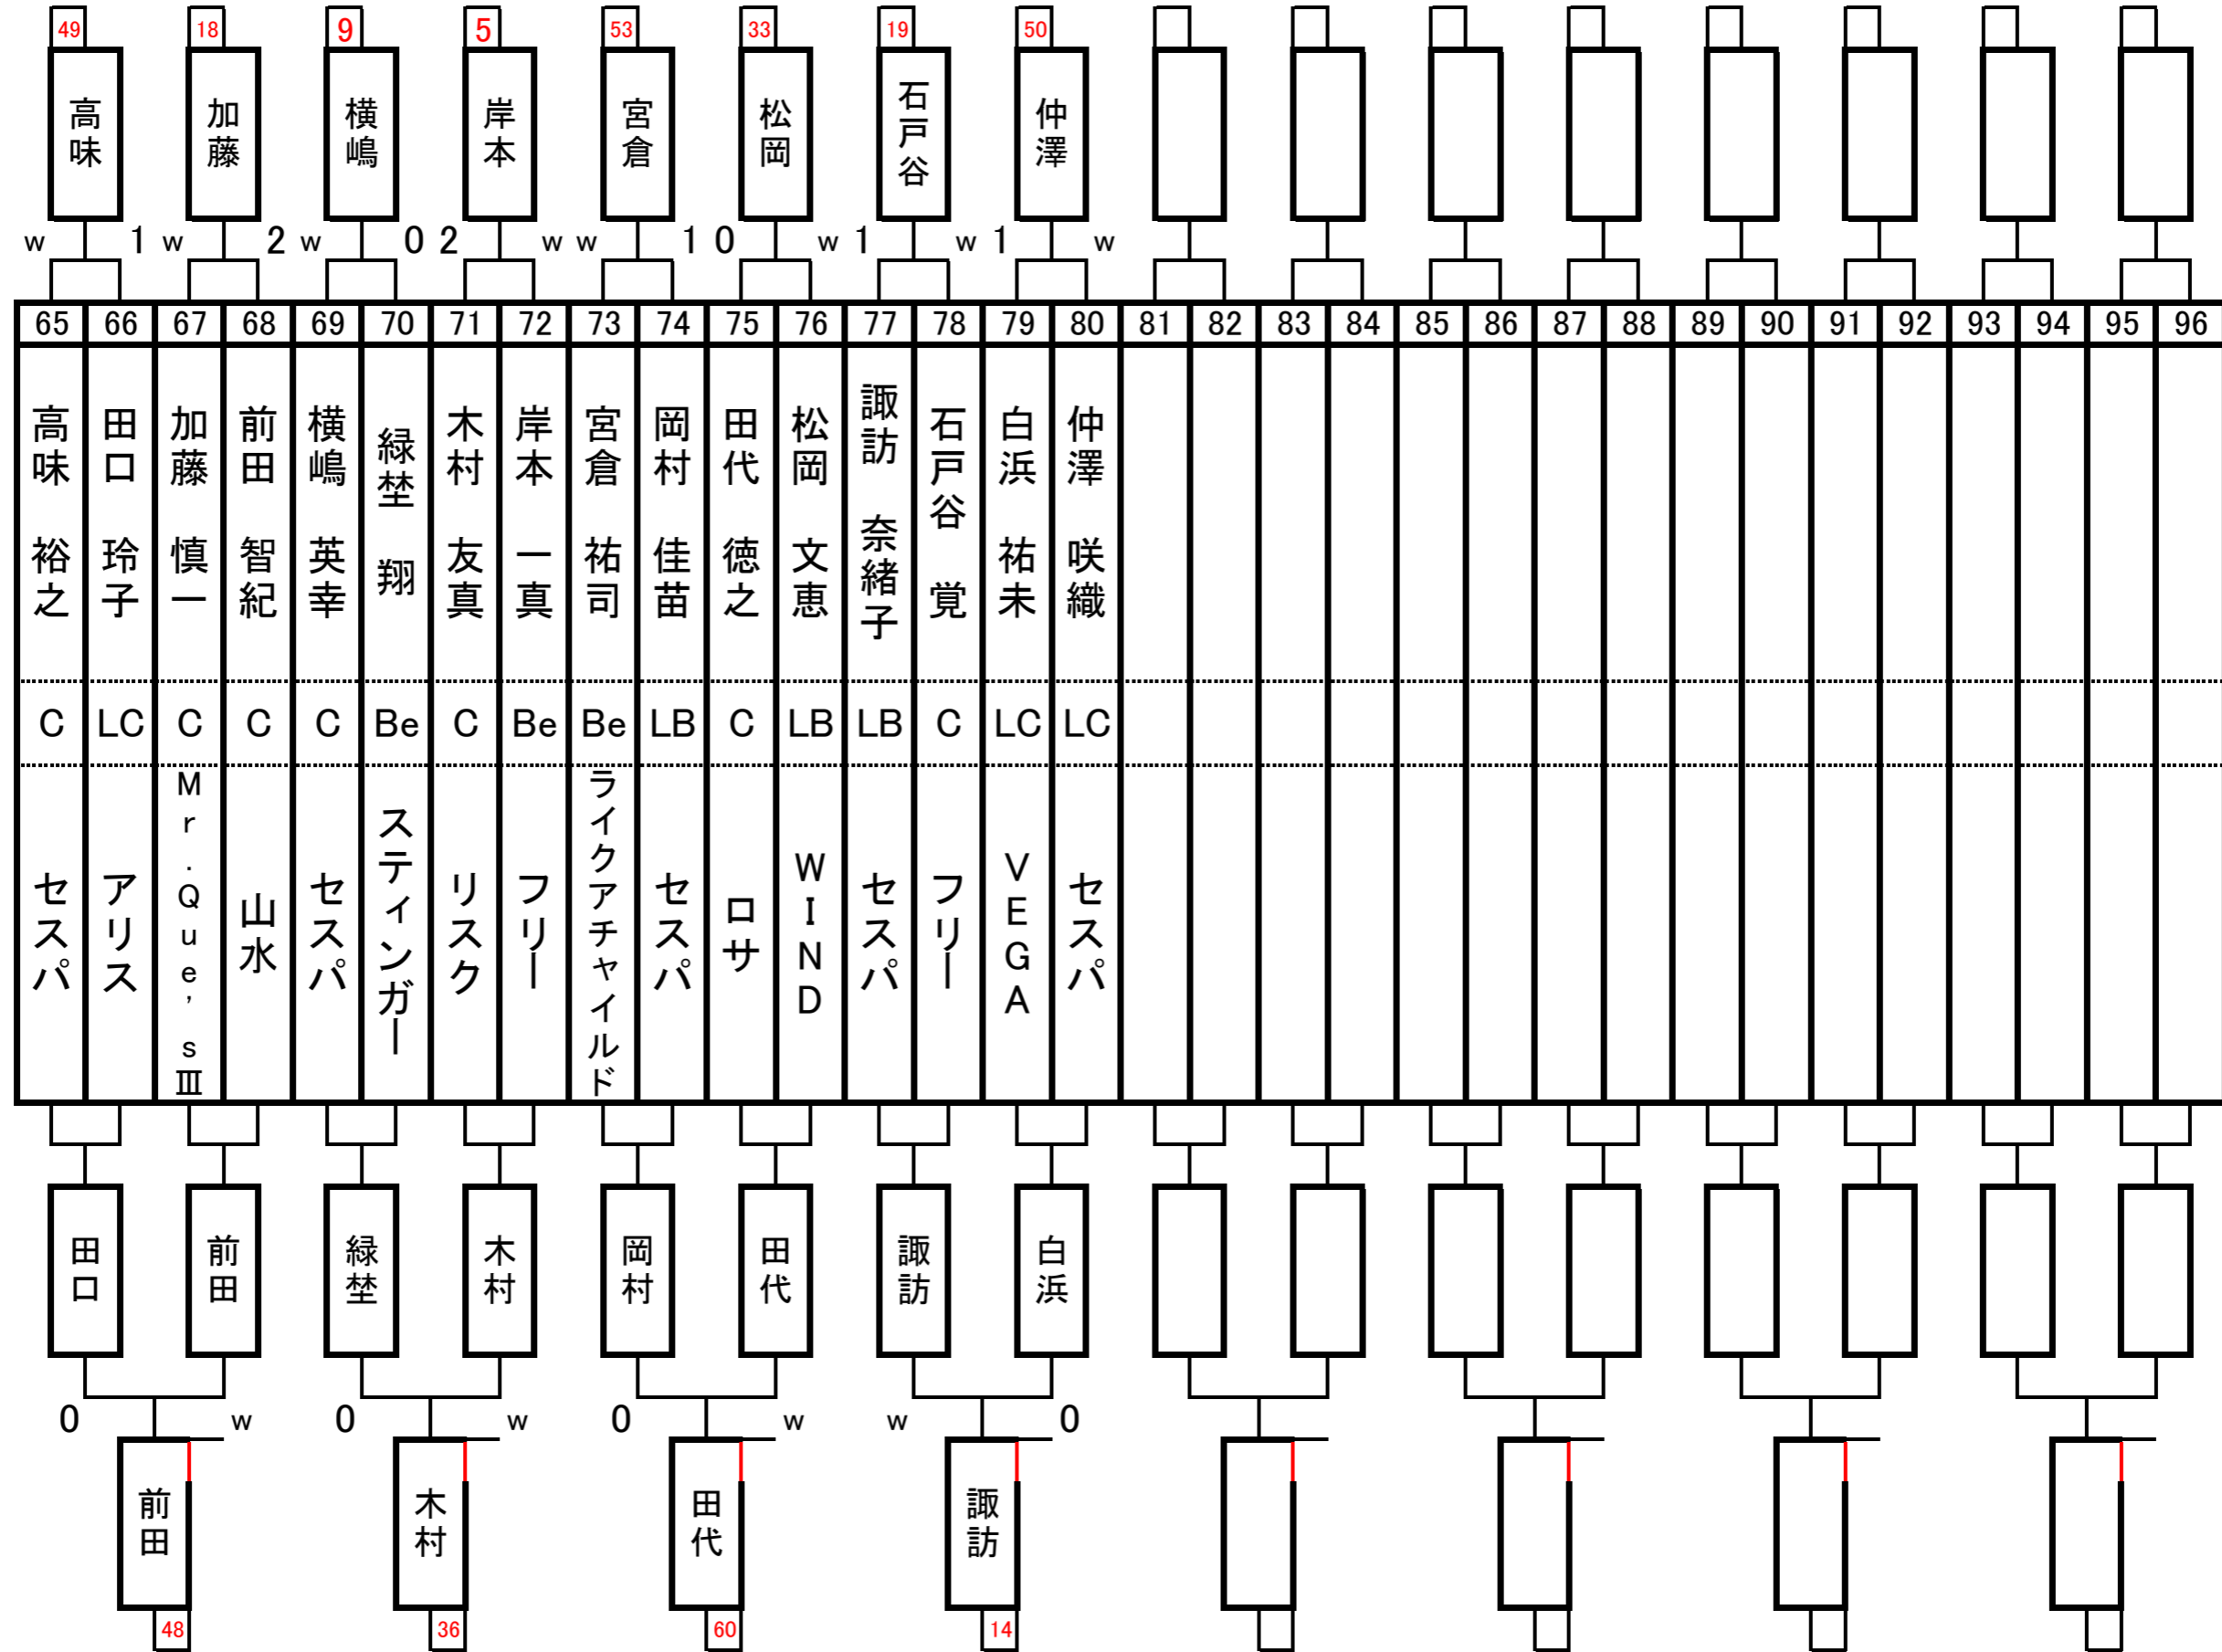 49 18 9 5 53 33 19 50
高味 加藤 横嶋 岸本 宮倉 松岡 石戸谷 仲澤
w 1 w 2 w 0 2 w w 1 0 w 1 w 1 w
65 66 67 68 69 70 71 72 73 74 75 76 77 78 79 80 81 82 83 84 85 86 87 88 89 90 91 92 93 94 95 96
高味 裕之 田口 玲子 加藤 慎一 前田 智紀 横嶋 英幸 緑埜 翔 木村 友真 岸本 一真 宮倉 祐司 岡村 佳苗 田代 徳之 松岡 文恵 諏訪 奈緒子 石戸谷 覚 白浜 祐未 仲澤 咲織
C LC C C C Be C Be Be LB C LB LB C LC LC
セスパ アリス Mr.Que's Ⅲ 山水 セスパ スティンガー リスク フリー ライクアチャイルド セスパ ロサ WIND セスパ フリー VEGA セスパ
田口 前田 緑埜 木村 岡村 田代 諏訪 白浜
0 w 0 w 0 w w 0
前田 木村 田代 諏訪
48 36 60 14